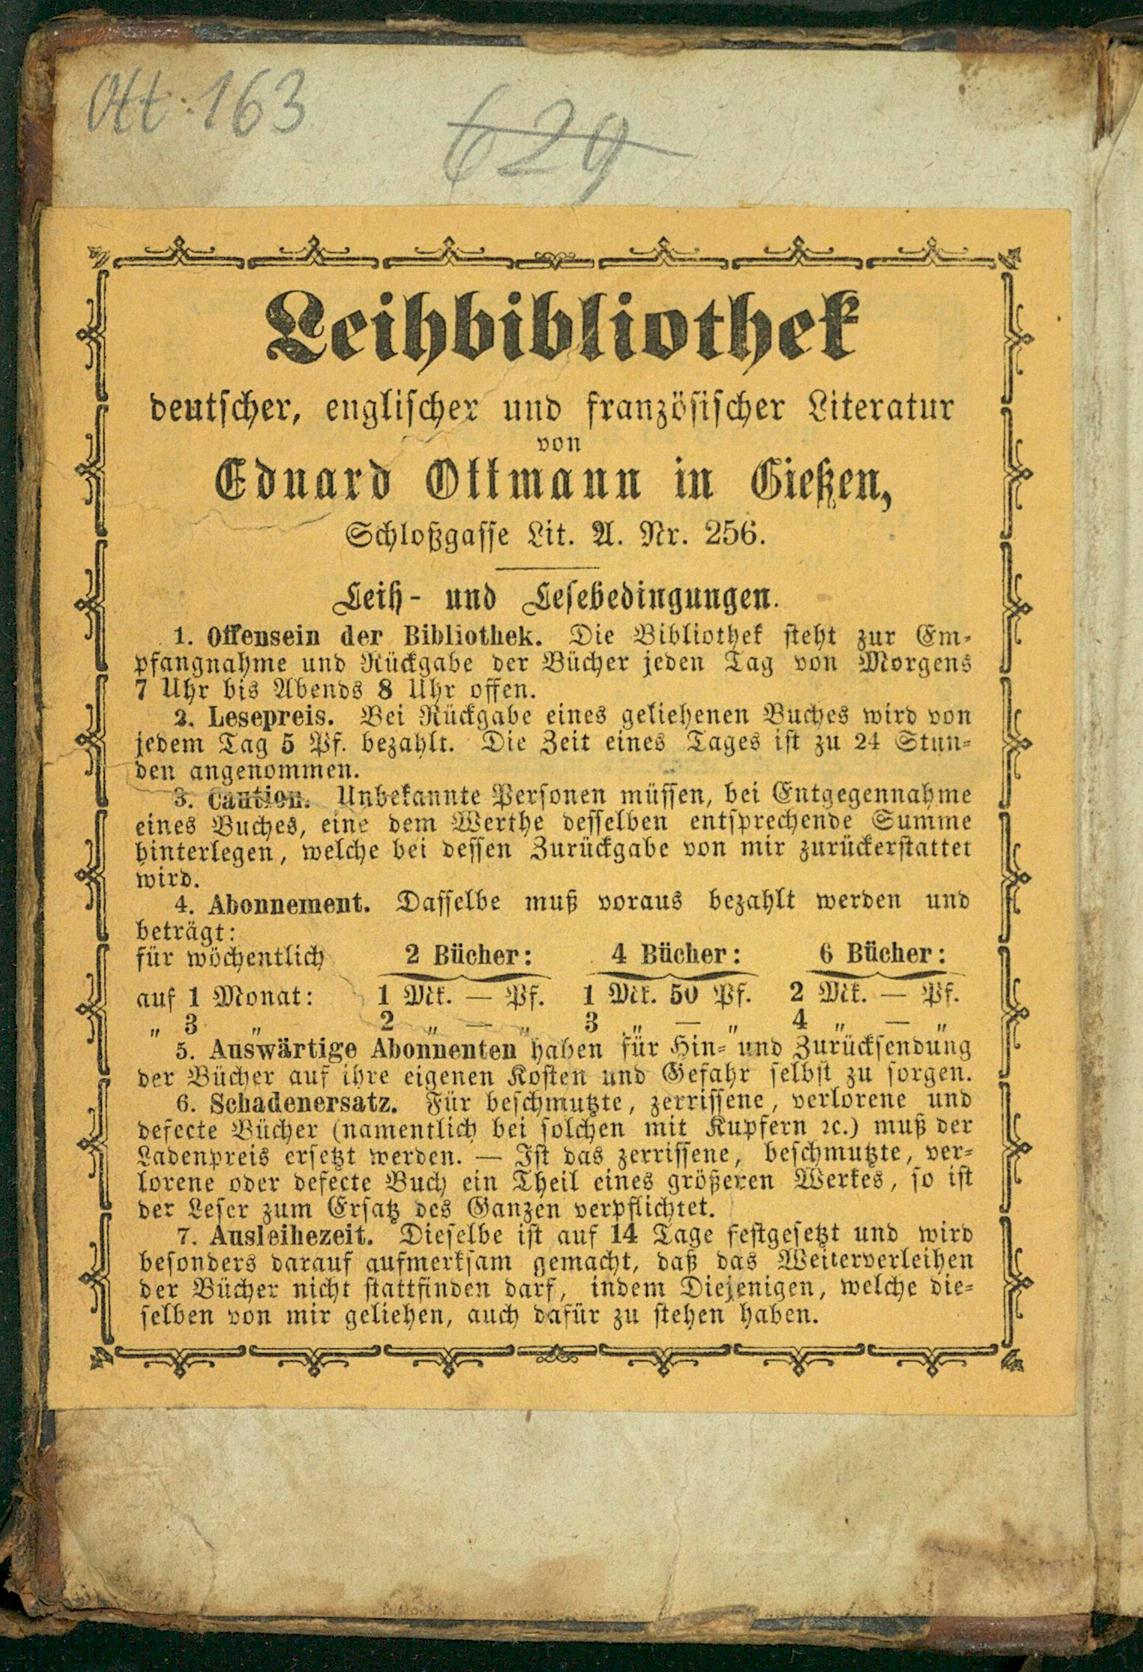 Ott. 163
629
Leihbibliothek
deutscher, englischer und französischer Literatur
von
Eduard Ottmann in Gießen,
Schloßgasse Lit. A. Nr. 256.
Leih- und Lesebedingungen.
1. Offensein der Bibliothek. Die Bibliothek steht zur Em-
pfangnahme und Rückgabe der Bücher jeden Tag von Morgens
7 Uhr bis Abends 8 Uhr offen.
2. Lesepreis. Bei Rückgabe eines geliehenen Buches wird von
jedem Tag 5 Pf. bezahlt. Die Zeit eines Tages ist zu 24 Stun-
den angenommen.
3. Caution. Unbekannte Personen müssen, bei Entgegennahme
eines Buches, eine dem Werthe desselben entsprechende Summe
hinterlegen, welche bei dessen Zurückgabe von mir zurückerstattet
wird.
4. Abonnement. Dasselbe muß voraus bezahlt werden und
beträgt:
für wöchentlich 2 Bücher: 4 Bücher: 6 Bücher:
auf 1 Monat: 1 Mk. — Pf. 1 Mk. 50 Pf. 2 Mk. — Pf.
„ 3 „ 2 „ — „ 3 „ — „ 4 „ — „
5. Auswärtige Abonnenten haben für Hin- und Zurücksendung
der Bücher auf ihre eigenen Kosten und Gefahr selbst zu sorgen.
6. Schadenersatz. Für beschmutzte, zerrissene, verlorene und
defecte Bücher (namentlich bei solchen mit Kupfern ꝛc.) muß der
Ladenpreis ersetzt werden. — Ist das zerrissene, beschmutzte, ver-
lorene oder defecte Buch ein Theil eines größeren Werkes, so ist
der Leser zum Ersatz des Ganzen verpflichtet.
7. Ausleihezeit. Dieselbe ist auf 14 Tage festgesetzt und wird
besonders darauf aufmerksam gemacht, daß das Weiterverleihen
der Bücher nicht stattfinden darf, indem Diejenigen, welche die-
selben von mir geliehen, auch dafür zu stehen haben.